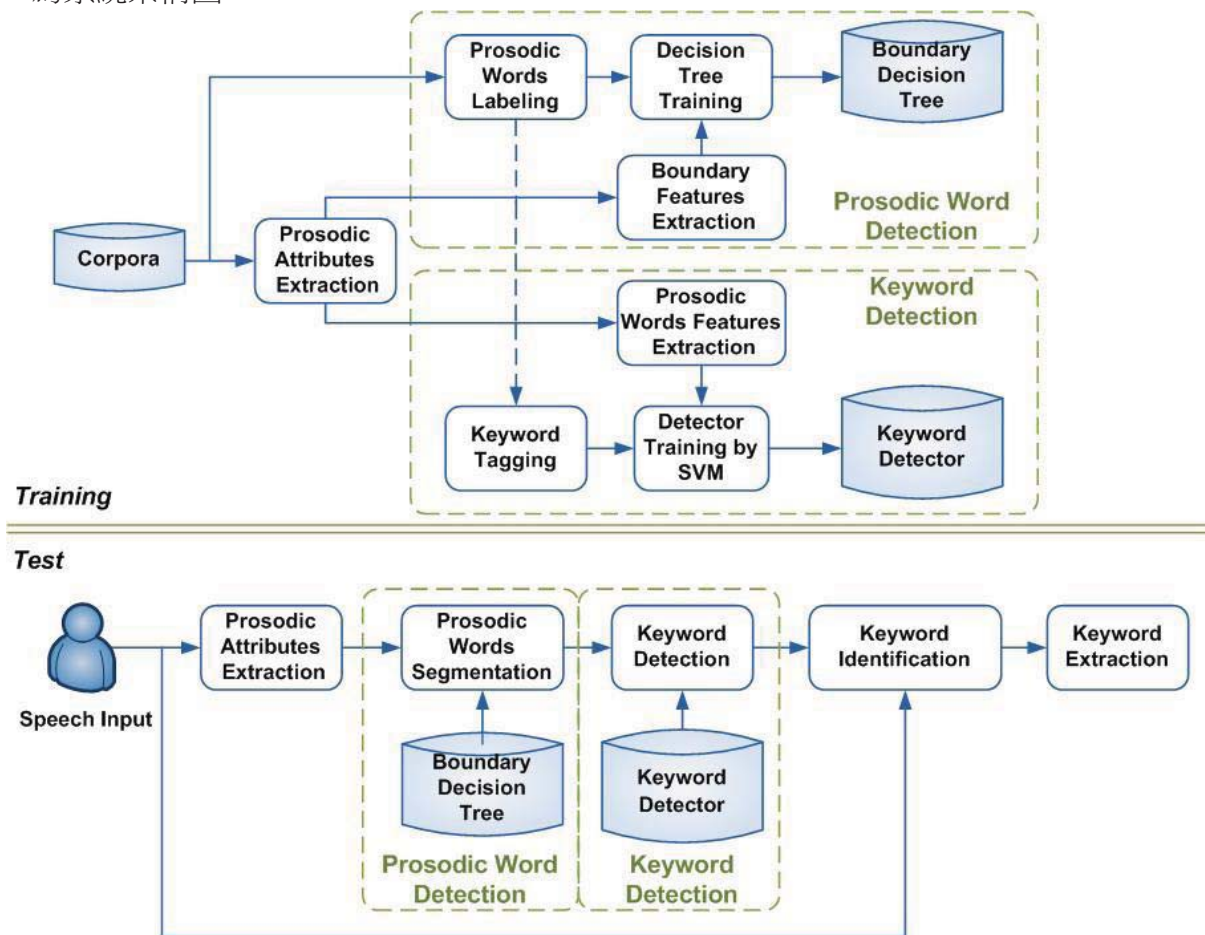 Prosodic
Words
Labeling
Decision
Tree
Training
Boundary
Decision
Tree
Boundary
Features
Extraction
Prosodic Word
Detection
Corpora
Prosodic
Attributes
Extraction
Prosodic
Words Features
Extraction
Keyword
Detection
Keyword
Tagging
Detector
Training by
SVM
Keyword
Detector
Training
Test
Speech Input
Prosodic
Attributes
Extraction
Prosodic
Words
Segmentation
Keyword
Detection
Keyword
Identification
Keyword
Extraction
Boundary
Decision
Tree
Keyword
Detector
Prosodic Word
Detection
Keyword
Detection